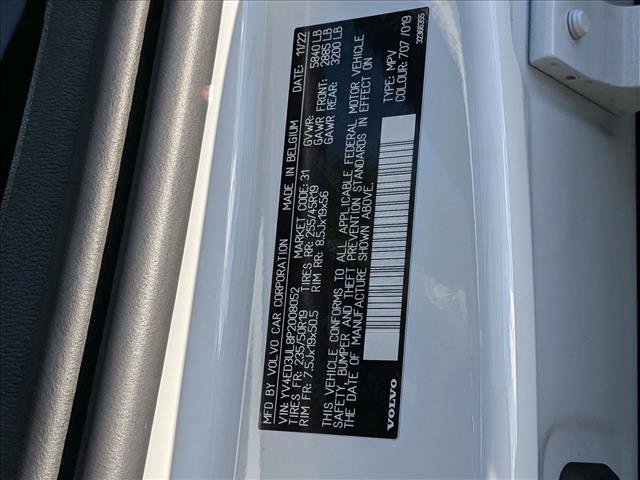 MFD BY VOLVO CAR CORPORATION MADE IN BELGIUM DATE: 11/22
VIN: YV4ED3UL8P2008052 MARKET CODE: 31 GVWR: 5840 LB
TIRES FR: 235/50R19 TIRES RR: 255/45R19 GAWR FRONT: 2885 LB
RIM FR: 7.5Jx19x50.5 RIM RR: 8.5Jx19x56 GAWR REAR: 3200 LB
THIS VEHICLE CONFORMS TO ALL APPLICABLE FEDERAL MOTOR VEHICLE
SAFETY, BUMPER AND THEFT PREVENTION STANDARDS IN EFFECT ON
THE DATE OF MANUFACTURE SHOWN ABOVE.
TYPE: MPV
COLOUR: 707 /019
VOLVO